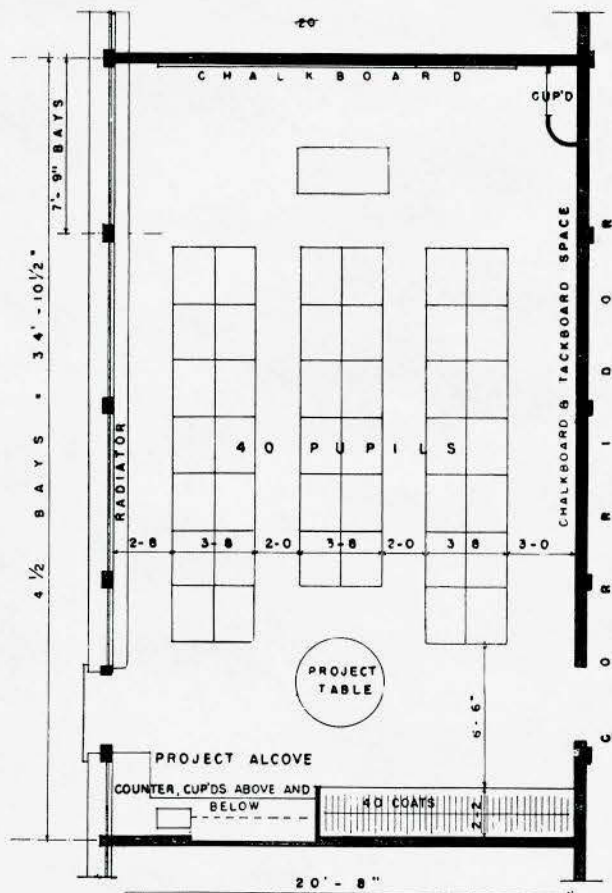 20
CHALKBOARD
CUP'D
7'-9" BAYS
4 1/2 BAYS = 34'-10 1/2"
RADIATOR
40 PUPILS
CHALKBOARD & TACKBOARD SPACE
CORRIDOR
2-8 3-8 2-0 3-8 2-0 3 8 3-0
PROJECT
TABLE
6-6"
PROJECT ALCOVE
COUNTER, CUP'DS ABOVE AND
BELOW
40 COATS
2-2
20'-8"